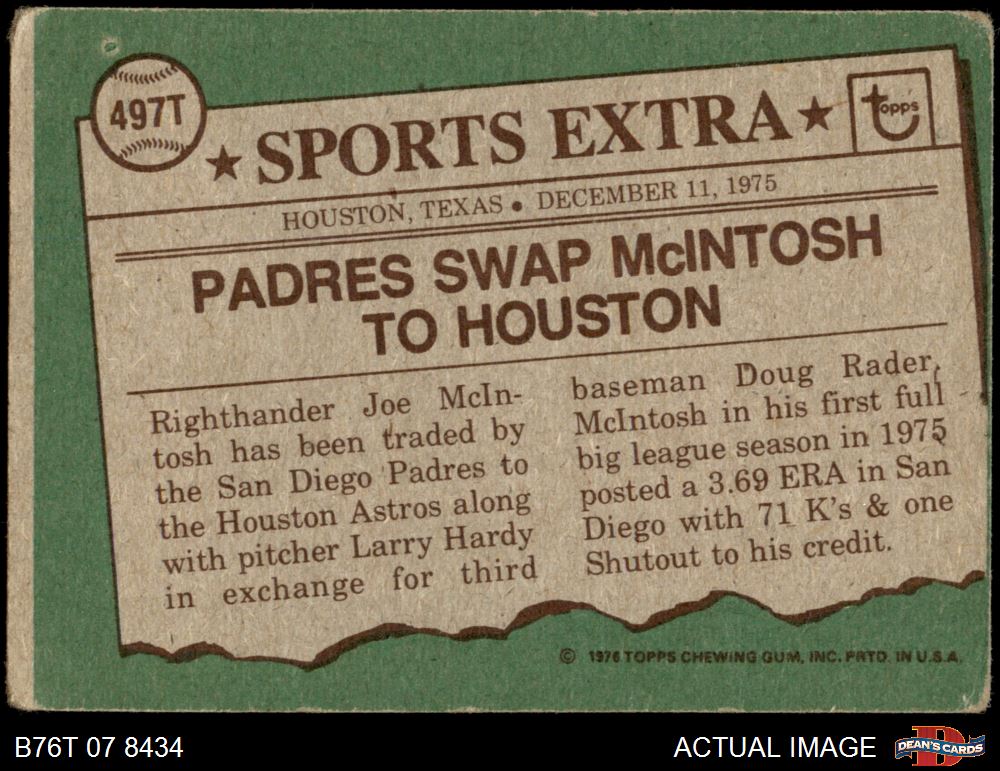 497T
★ SPORTS EXTRA ★
topps
HOUSTON, TEXAS • DECEMBER 11, 1975
PADRES SWAP McINTOSH
TO HOUSTON
Righthander Joe McIn-
tosh has been traded by
the San Diego Padres to
the Houston Astros along
with pitcher Larry Hardy
in exchange for third
baseman Doug Rader,
McIntosh in his first full
big league season in 1975
posted a 3.69 ERA in San
Diego with 71 K's & one
Shutout to his credit.
© 1976 TOPPS CHEWING GUM, INC. PRTD. IN U.S.A.
B76T 07 8434
ACTUAL IMAGE
DEAN'S CARDS